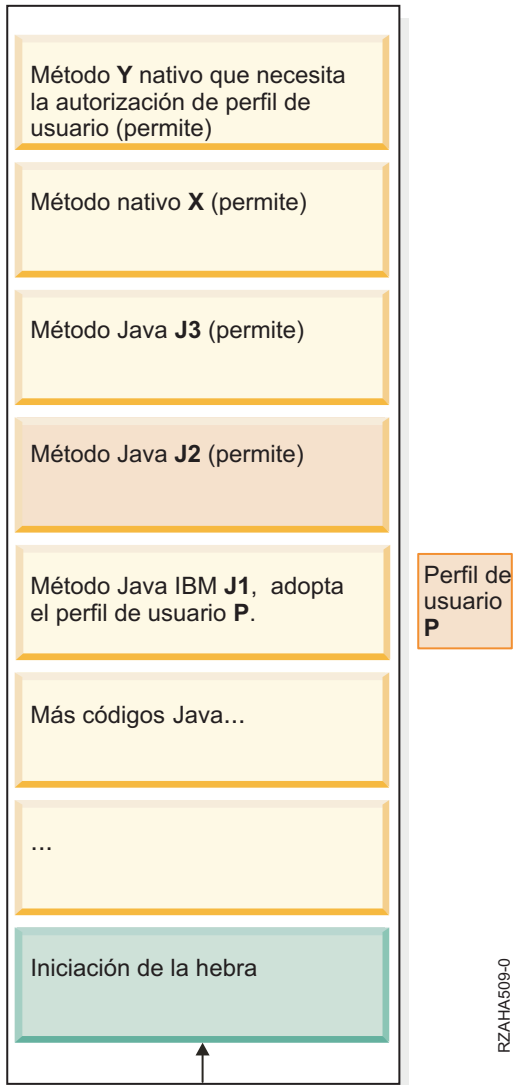 Método Y nativo que necesita
la autorización de perfil de
usuario (permite)
Método nativo X (permite)
Método Java J3 (permite)
Método Java J2 (permite)
Método Java IBM J1, adopta
el perfil de usuario P.
Perfil de
usuario
P
Más códigos Java...
...
Iniciación de la hebra
RZAHA509-0